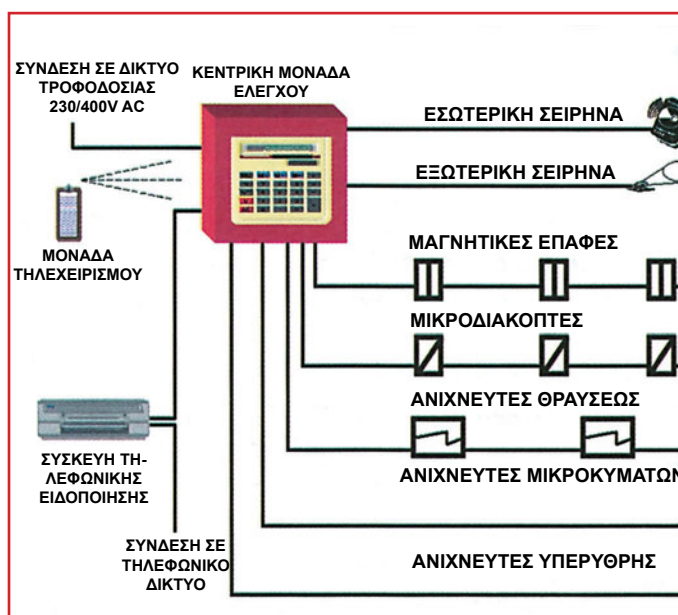 ΣΥΝΔΕΣΗ ΣΕ ΔΙΚΤΥΟ
ΤΡΟΦΟΔΟΣΙΑΣ
230/400V AC
ΚΕΝΤΡΙΚΗ ΜΟΝΑΔΑ
ΕΛΕΓΧΟΥ
ΕΣΩΤΕΡΙΚΗ ΣΕΙΡΗΝΑ
ΕΞΩΤΕΡΙΚΗ ΣΕΙΡΗΝΑ
ΜΟΝΑΔΑ
ΤΗΛΕΧΕΙΡΙΣΜΟΥ
ΜΑΓΝΗΤΙΚΕΣ ΕΠΑΦΕΣ
ΜΙΚΡΟΔΙΑΚΟΠΤΕΣ
ΑΝΙΧΝΕΥΤΕΣ ΘΡΑΥΣΕΩΣ
ΣΥΣΚΕΥΗ ΤΗ-
ΛΕΦΩΝΙΚΗΣ
ΕΙΔΟΠΟΙΗΣΗΣ
ΑΝΙΧΝΕΥΤΕΣ ΜΙΚΡΟΚΥΜΑΤΩΝ
ΣΥΝΔΕΣΗ ΣΕ
ΤΗΛΕΦΩΝΙΚΟ
ΔΙΚΤΥΟ
ΑΝΙΧΝΕΥΤΕΣ ΥΠΕΡΥΘΡΗΣ